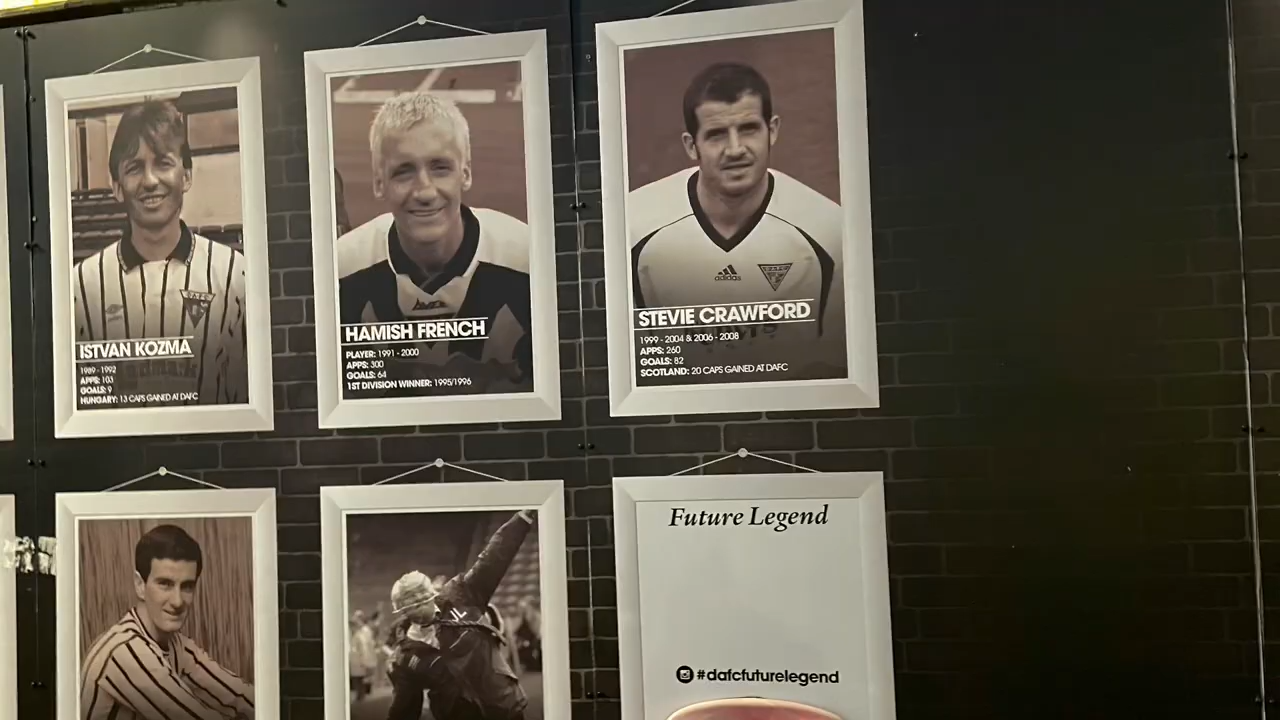 ISTVAN KOZMA
1989 - 1992
APPS: 103
GOALS: 9
HUNGARY: 13 CAPS GAINED AT DAFC
HAMISH FRENCH
PLAYER: 1991 - 2000
APPS: 300
GOALS: 64
1ST DIVISION WINNER: 1995/1996
adidas
STEVIE CRAWFORD
1999 - 2004 & 2006 - 2008
APPS: 260
GOALS: 82
SCOTLAND: 20 CAPS GAINED AT DAFC
JL
Future Legend
#dafcfuturelegend